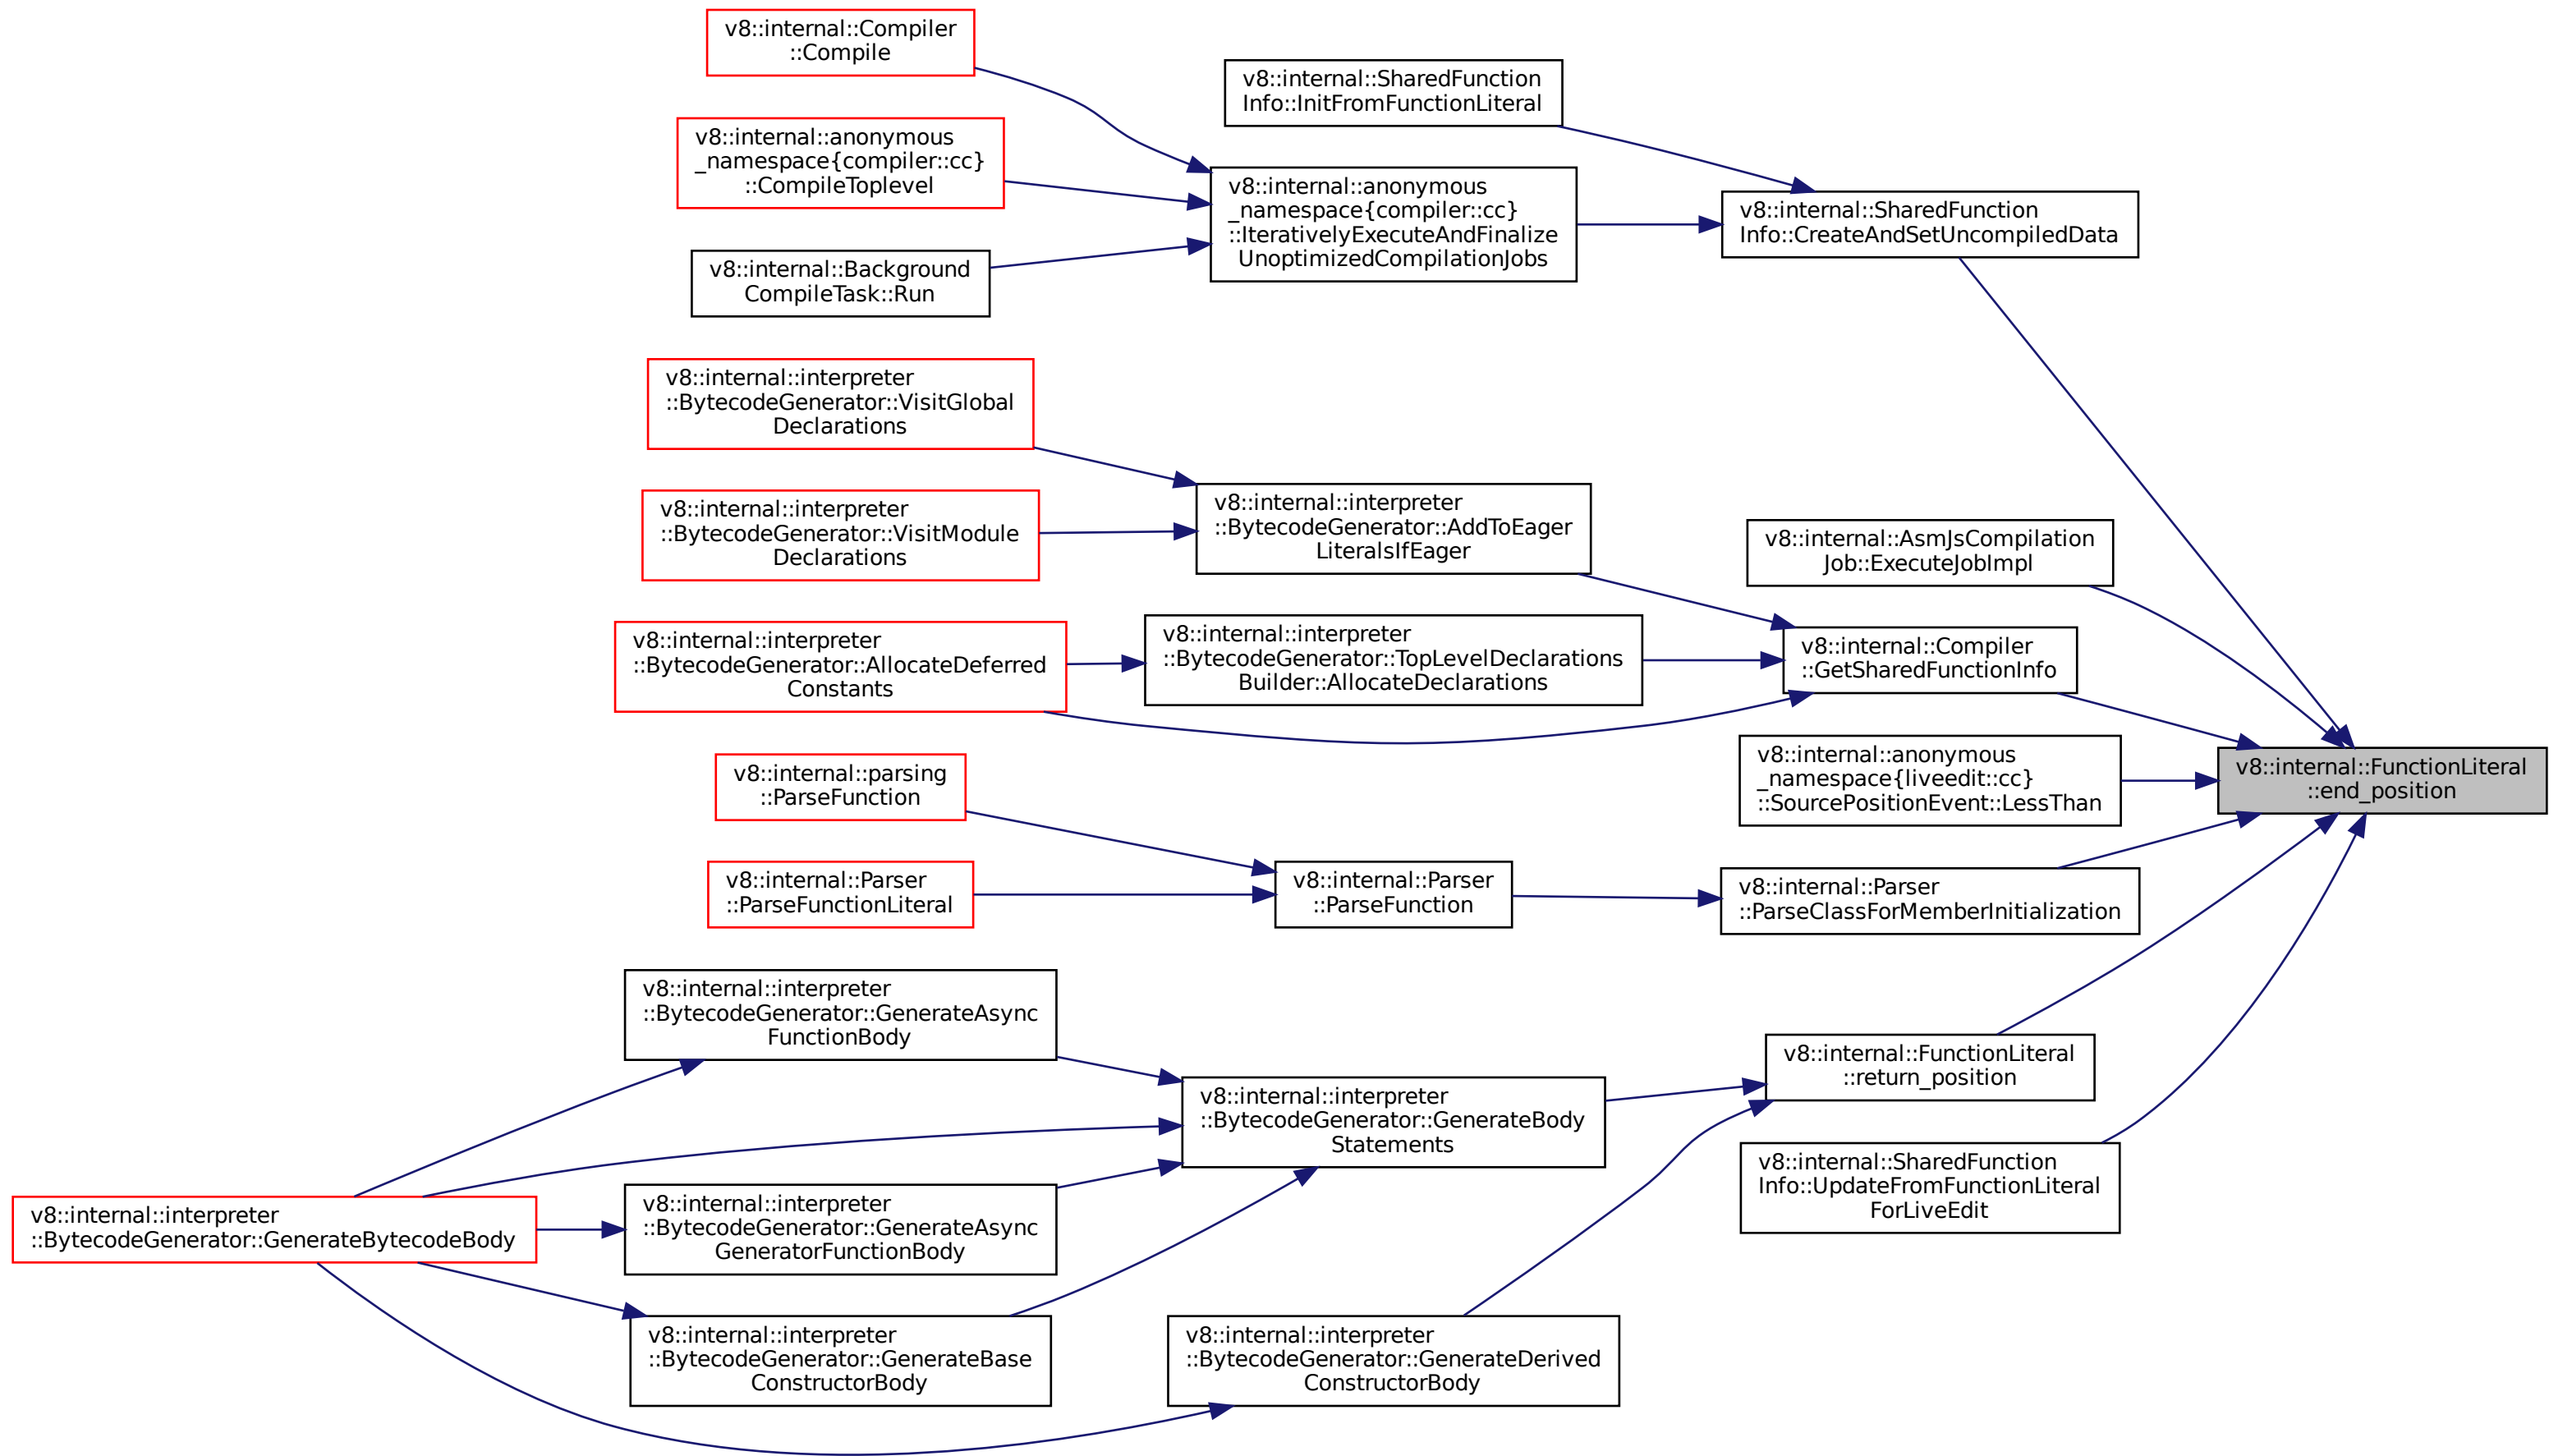 v8::internal::Compiler
::Compile
v8::internal::SharedFunction
Info::InitFromFunctionLiteral
v8::internal::anonymous
_namespace{compiler::cc}
::CompileToplevel
v8::internal::anonymous
_namespace{compiler::cc}
::IterativelyExecuteAndFinalize
UnoptimizedCompilationJobs
v8::internal::SharedFunction
Info::CreateAndSetUncompiledData
v8::internal::Background
CompileTask::Run
v8::internal::interpreter
::BytecodeGenerator::VisitGlobal
Declarations
v8::internal::interpreter
::BytecodeGenerator::VisitModule
Declarations
v8::internal::interpreter
::BytecodeGenerator::AddToEager
LiteralsIfEager
v8::internal::AsmJsCompilation
Job::ExecuteJobImpl
v8::internal::interpreter
::BytecodeGenerator::AllocateDeferred
Constants
v8::internal::interpreter
::BytecodeGenerator::TopLevelDeclarations
Builder::AllocateDeclarations
v8::internal::Compiler
::GetSharedFunctionInfo
v8::internal::anonymous
_namespace{liveedit::cc}
::SourcePositionEvent::LessThan
v8::internal::FunctionLiteral
::end_position
v8::internal::parsing
::ParseFunction
v8::internal::Parser
::ParseFunctionLiteral
v8::internal::Parser
::ParseFunction
v8::internal::Parser
::ParseClassForMemberInitialization
v8::internal::interpreter
::BytecodeGenerator::GenerateAsync
FunctionBody
v8::internal::FunctionLiteral
::return_position
v8::internal::interpreter
::BytecodeGenerator::GenerateBody
Statements
v8::internal::SharedFunction
Info::UpdateFromFunctionLiteral
ForLiveEdit
v8::internal::interpreter
::BytecodeGenerator::GenerateBytecodeBody
v8::internal::interpreter
::BytecodeGenerator::GenerateAsync
GeneratorFunctionBody
v8::internal::interpreter
::BytecodeGenerator::GenerateBase
ConstructorBody
v8::internal::interpreter
::BytecodeGenerator::GenerateDerived
ConstructorBody